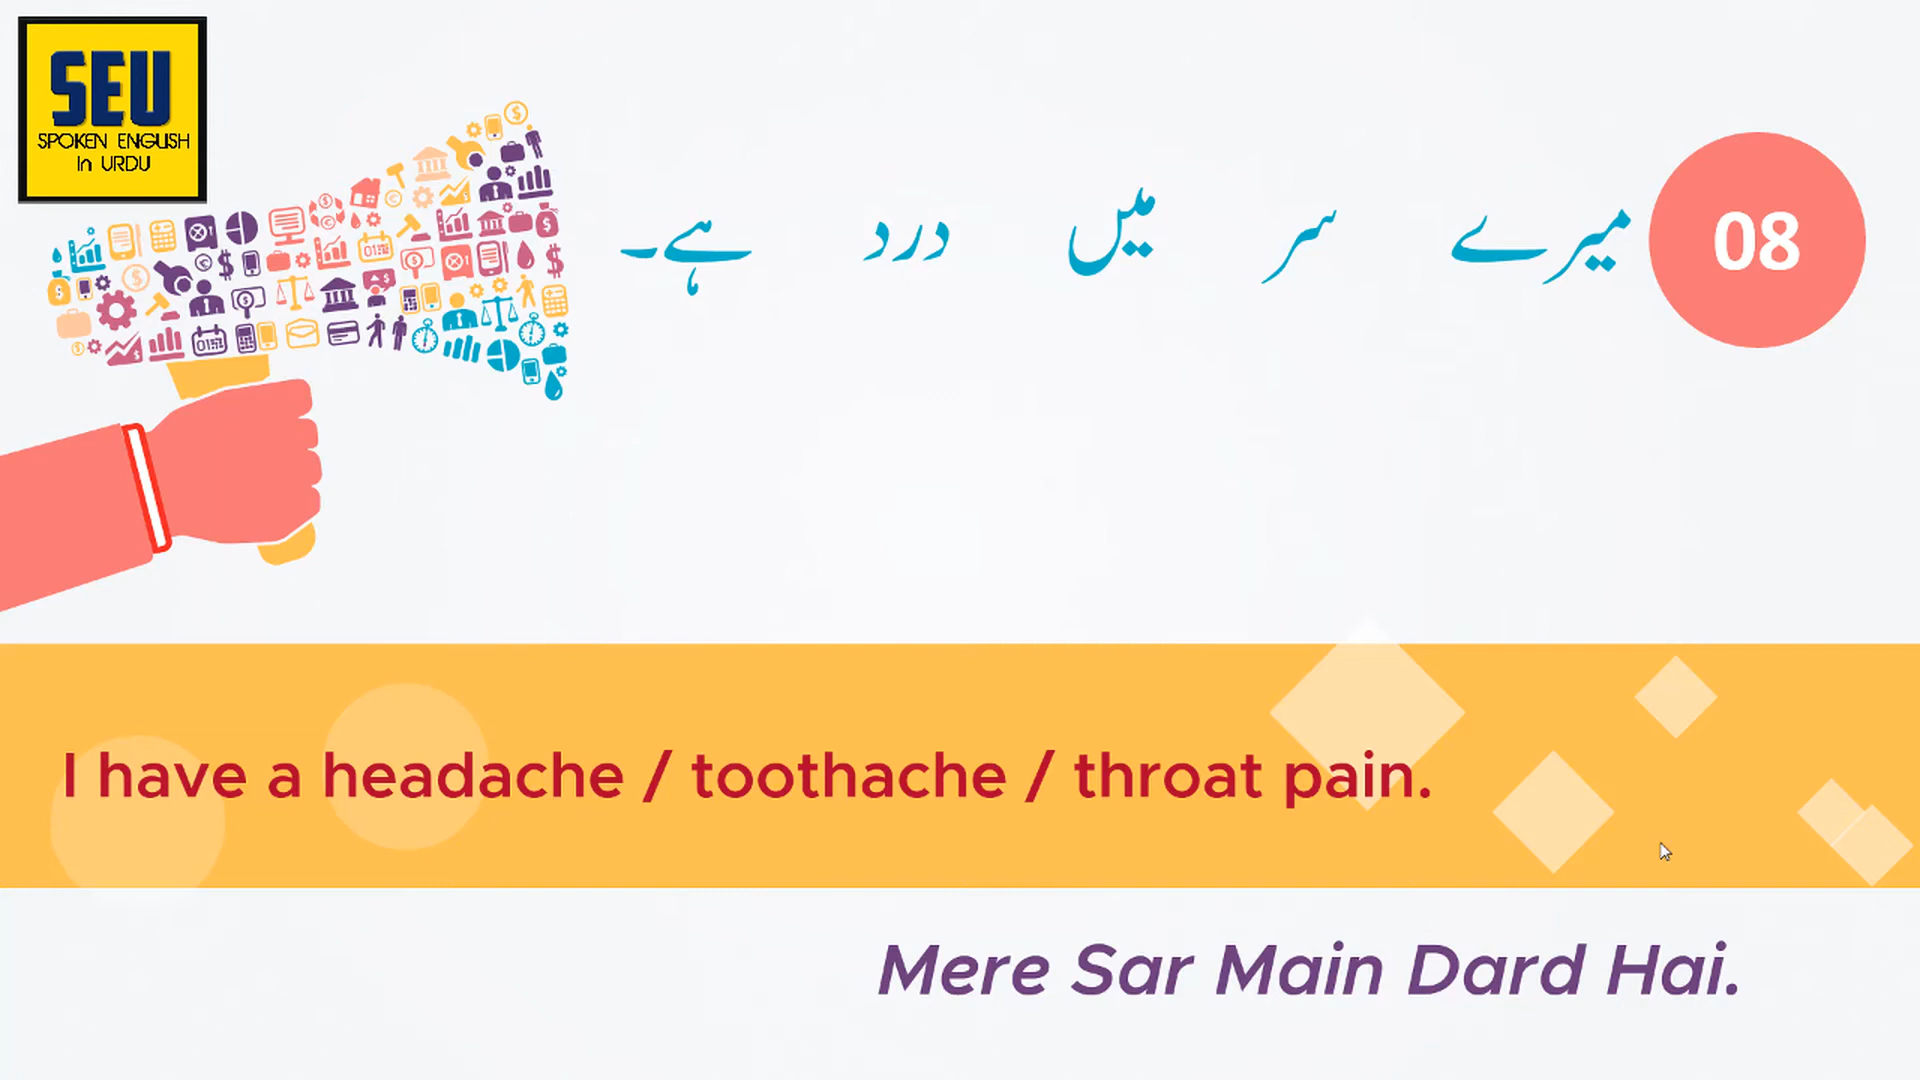 SEU
SPOKEN ENGLISH
In URDU
میرے سر میں درد ہے۔
08
I have a headache / toothache / throat pain.
Mere Sar Main Dard Hai.